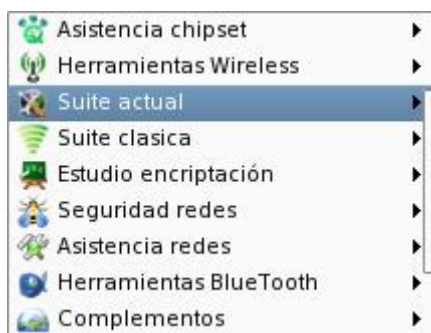 Asistencia chipset
Herramientas Wireless
Suite actual
Suite clasica
Estudio encriptación
Seguridad redes
Asistencia redes
Herramientas BlueTooth
Complementos